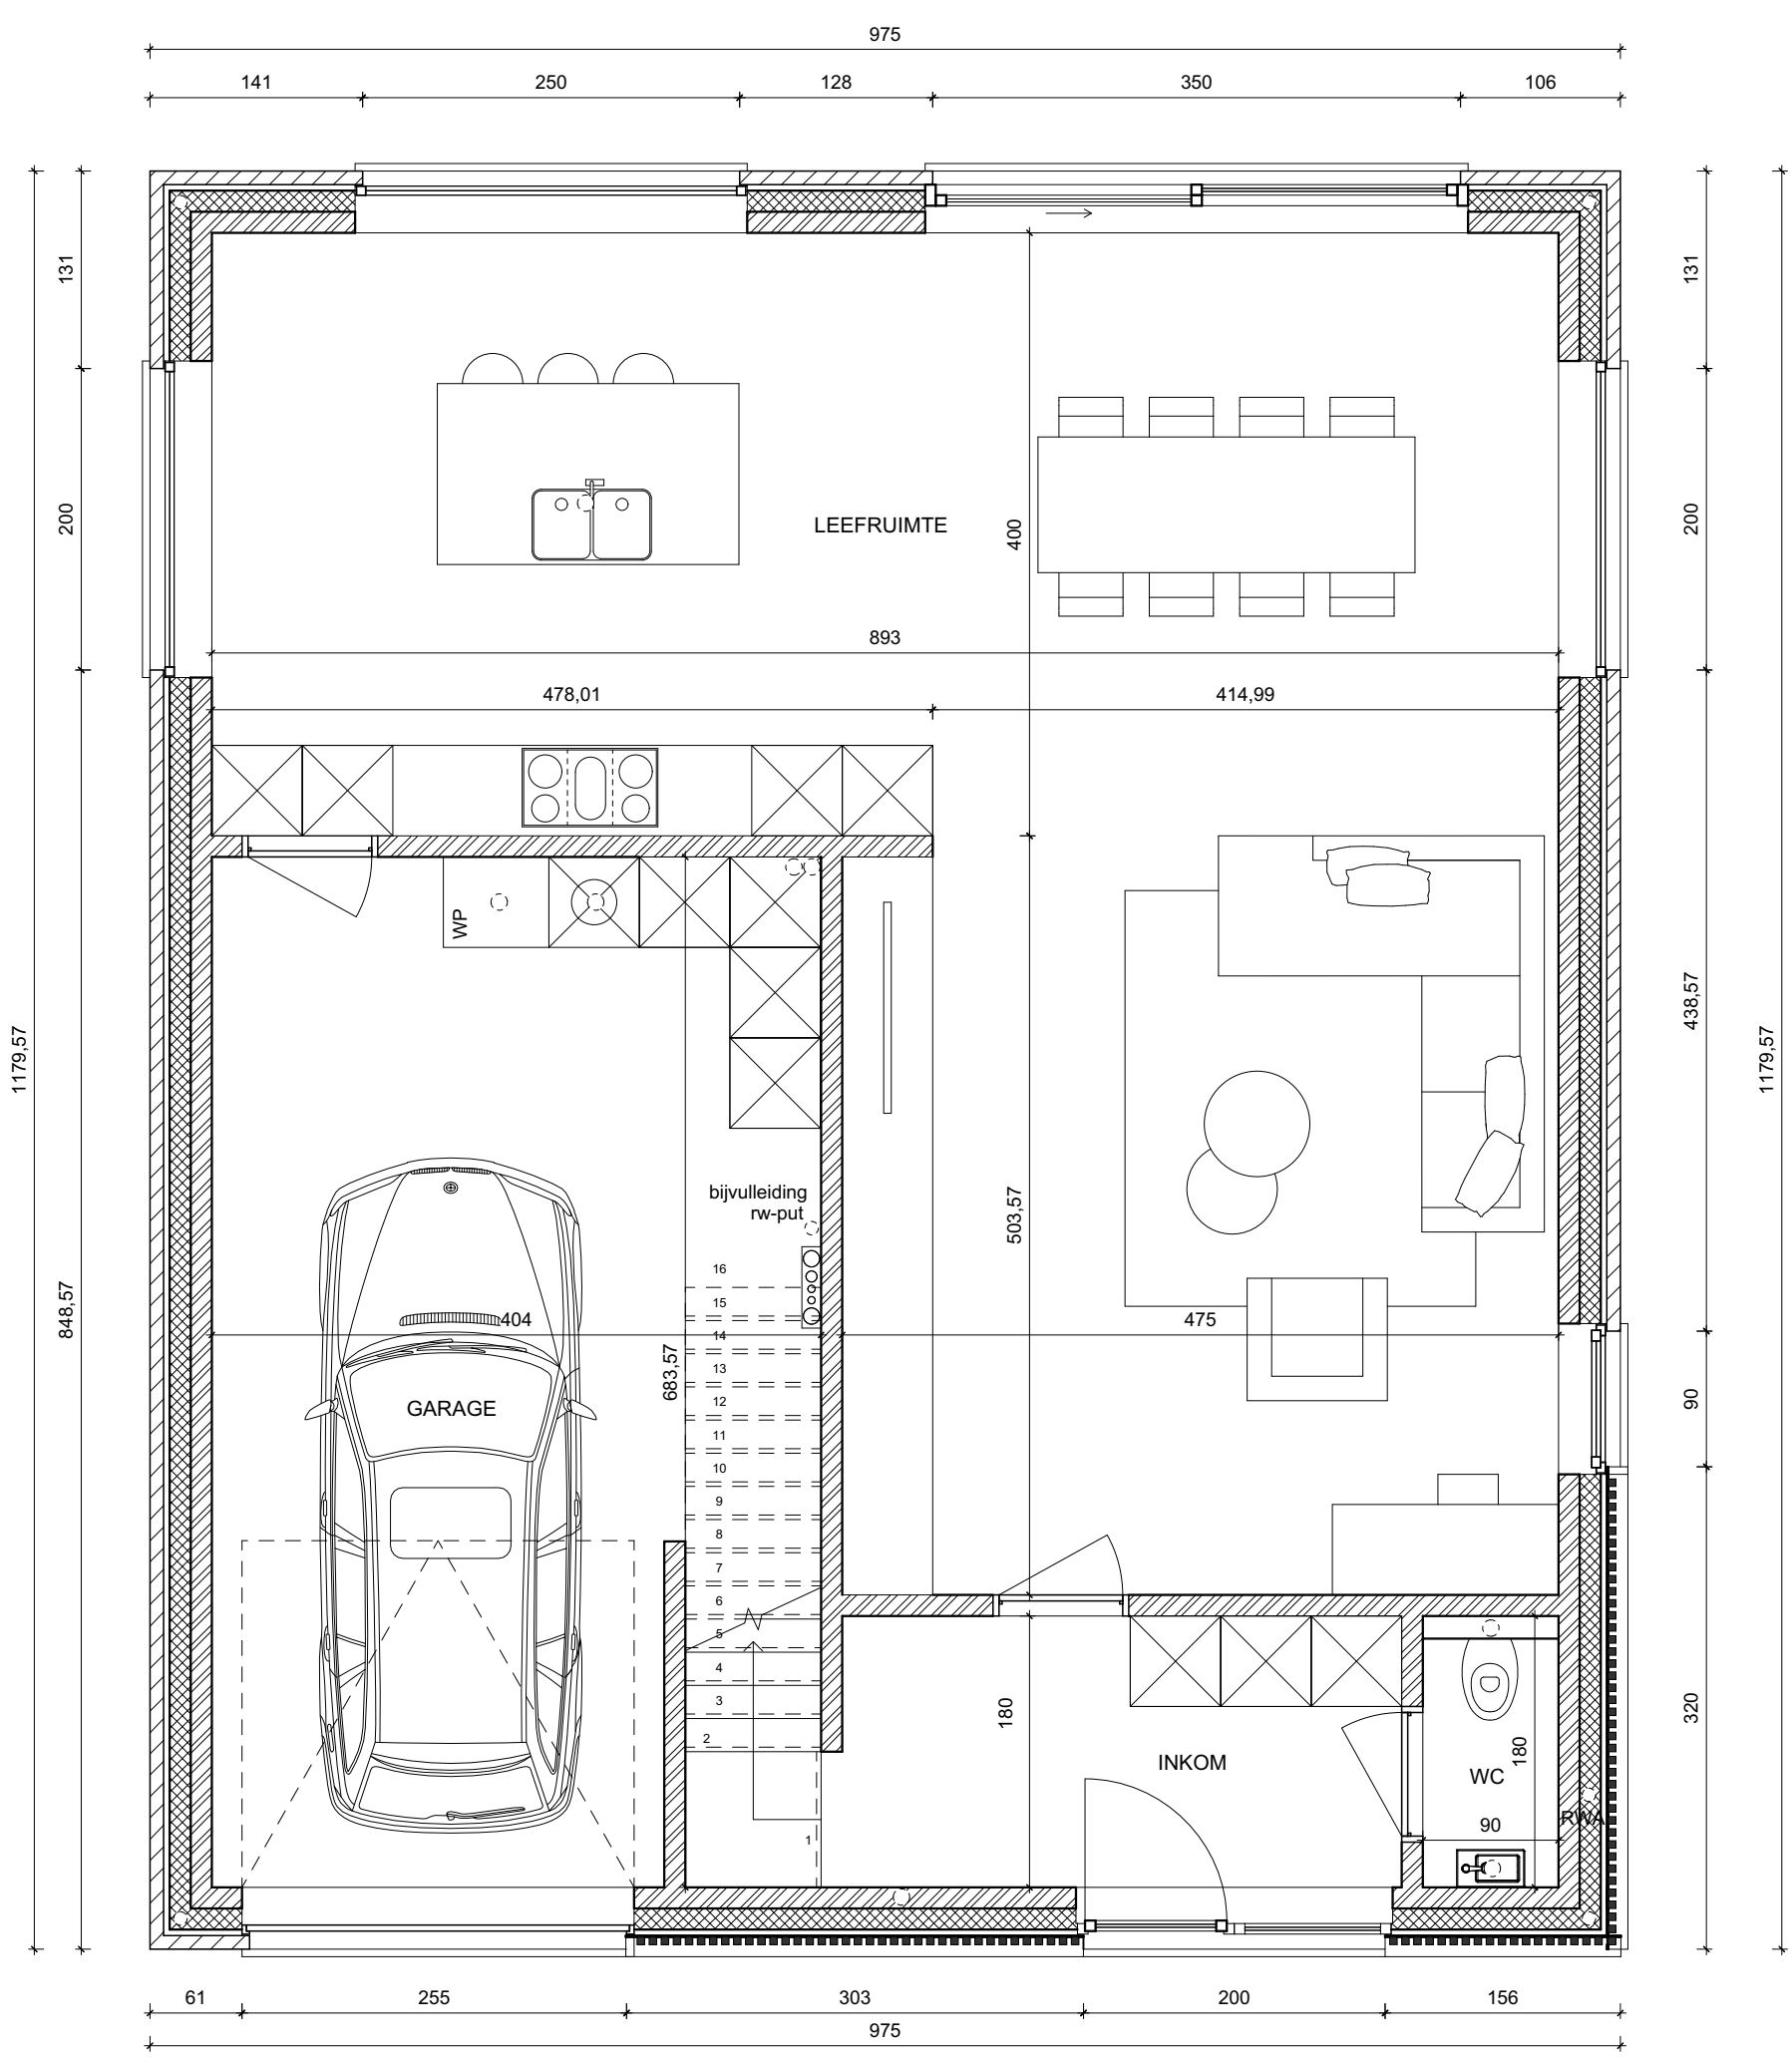 975
141 250 128 350 106
131 131
200 200
LEEFRUIMTE
400
893
478,01 414,99
WP
1179,57 438,57 1179,57
bijvulleiding
rw-put
503,57
16
848,57
15
404 475
14
683,57
13
90
12
GARAGE
11
10
9
8
7
6
5
4
3
320
180
2
INKOM
180
WC
RWA
90
1
61 255 303 200 156
975